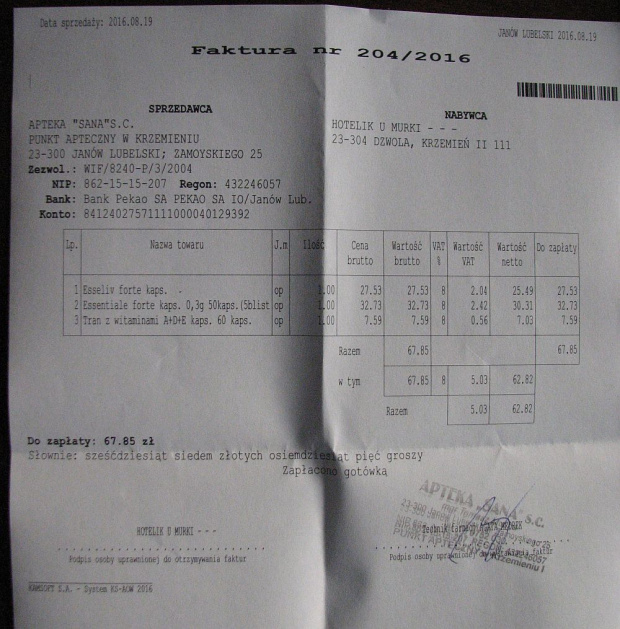 Data sprzedaży: 2016.08.19
JANÓW LUBELSKI 2016.08.19
Faktura nr 204/2016
SPRZEDAWCA
APTEKA "SANA"S.C.
PUNKT APTECZNY W KRZEMIENIU
23-300 JANÓW LUBELSKI; ZAMOYSKIEGO 25
Zezwol.: WIF/8240-P/3/2004
NIP: 862-15-15-207 Regon: 432246057
Bank: Bank Pekao SA PEKAO SA IO/Janów Lub.
Konto: 84124027571111000040129392
NABYWCA
HOTELIK U MURKI - - -
23-304 DZWOLA, KRZEMIEŃ II 111
Lp. Nazwa towaru J.m Ilość Cena brutto Wartość brutto VAT % Wartość VAT Wartość netto Do zapłaty
1 Esseliv forte kaps. op 1.00 27.53 27.53 8 2.04 25.49 27.53
2 Essentiale forte kaps. 0,3g 50kaps.(5blist op 1.00 32.73 32.73 8 2.42 30.31 32.73
3 Tran z witaminami A+D+E kaps. 60 kaps. op 1.00 7.59 7.59 8 0.56 7.03 7.59
Razem 67.85 67.85
w tym 67.85 8 5.03 62.82
Razem 5.03 62.82
Do zapłaty: 67.85 zł
Słownie: sześćdziesiąt siedem złotych osiemdziesiąt pięć groszy
Zapłacono gotówką
HOTELIK U MURKI - - -
Podpis osoby uprawnionej do otrzymywania faktur
APTEKA „SANA" S.C.
Technik farmac
Podpis osoby uprawnionej
faktur
KAMSOFT S.A. - System KS-AOW 2016